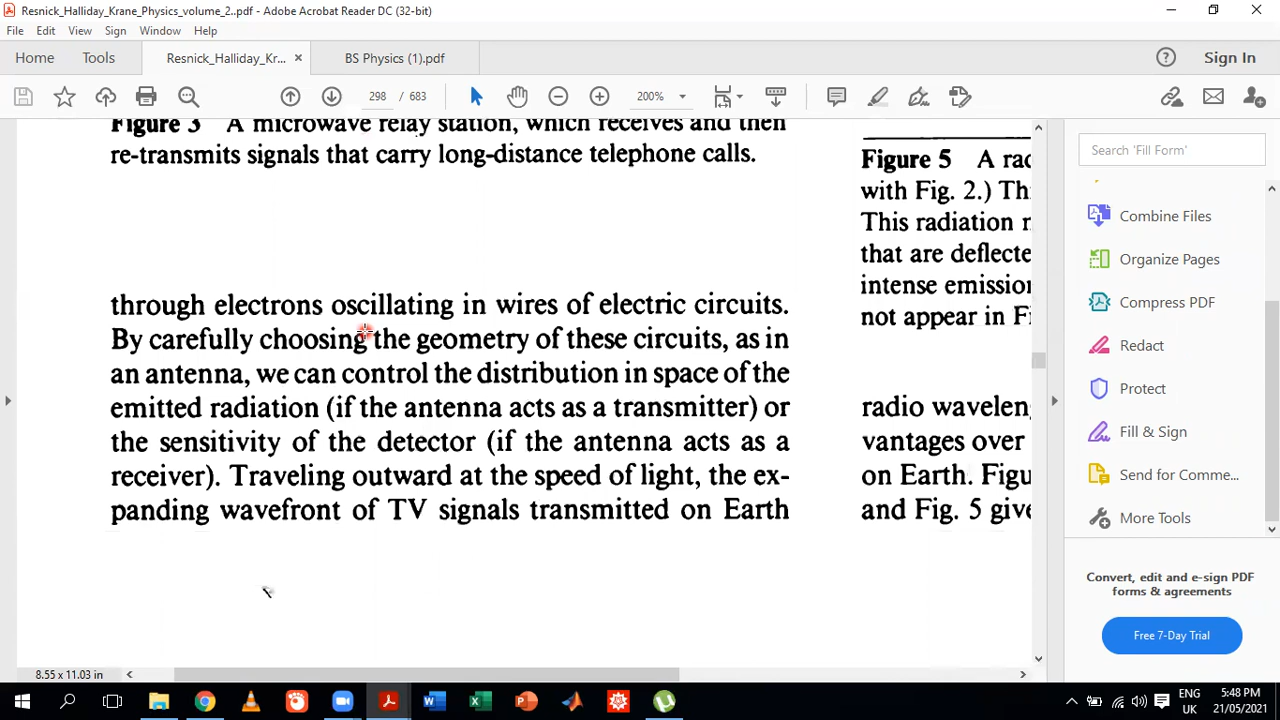 Resnick_Halliday_Krane_Physics_volume_2..pdf - Adobe Acrobat Reader DC (32-bit)
File Edit View Sign Window Help
Home Tools Resnick_Halliday_Kr... × BS Physics (1).pdf Sign In
298 / 683 200%
Figure 3 A microwave relay station, which receives and then
re-transmits signals that carry long-distance telephone calls.
through electrons oscillating in wires of electric circuits.
By carefully choosing the geometry of these circuits, as in
an antenna, we can control the distribution in space of the
emitted radiation (if the antenna acts as a transmitter) or
the sensitivity of the detector (if the antenna acts as a
receiver). Traveling outward at the speed of light, the ex-
panding wavefront of TV signals transmitted on Earth
Figure 5 A rad
with Fig. 2.) Th
This radiation
that are deflecte
intense emission
not appear in Fi
radio waveleng
vantages over
on Earth. Figu
and Fig. 5 give
Search 'Fill Form'
Combine Files
Organize Pages
Compress PDF
Redact
Protect
Fill & Sign
Send for Comme...
More Tools
Convert, edit and e-sign PDF
forms & agreements
Free 7-Day Trial
8.55 x 11.03 in
ENG
UK
5:48 PM
21/05/2021